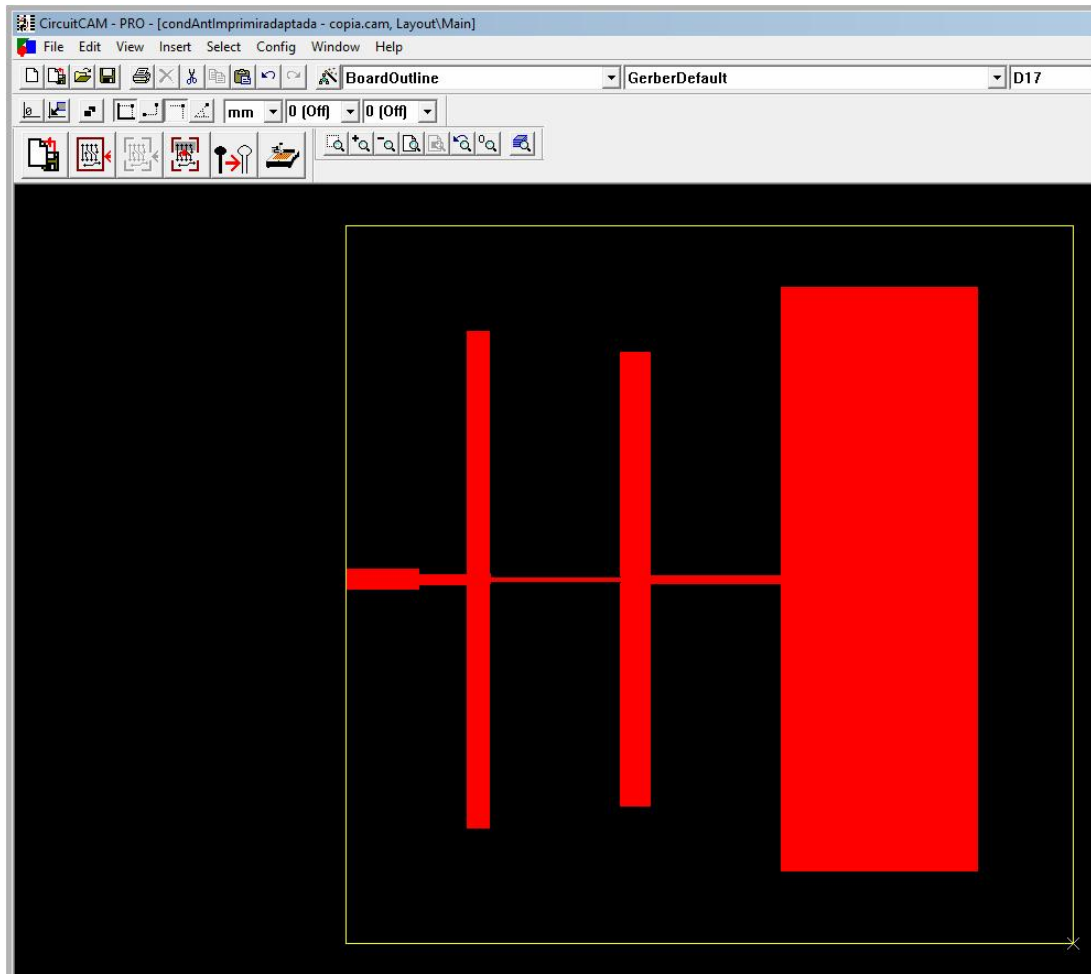 CircuitCAM - PRO - [condAntImprimiradaptada - copia.cam, Layout\Main]
File Edit View Insert Select Config Window Help
BoardOutline GerberDefault D17
mm 0 (Off) 0 (Off)